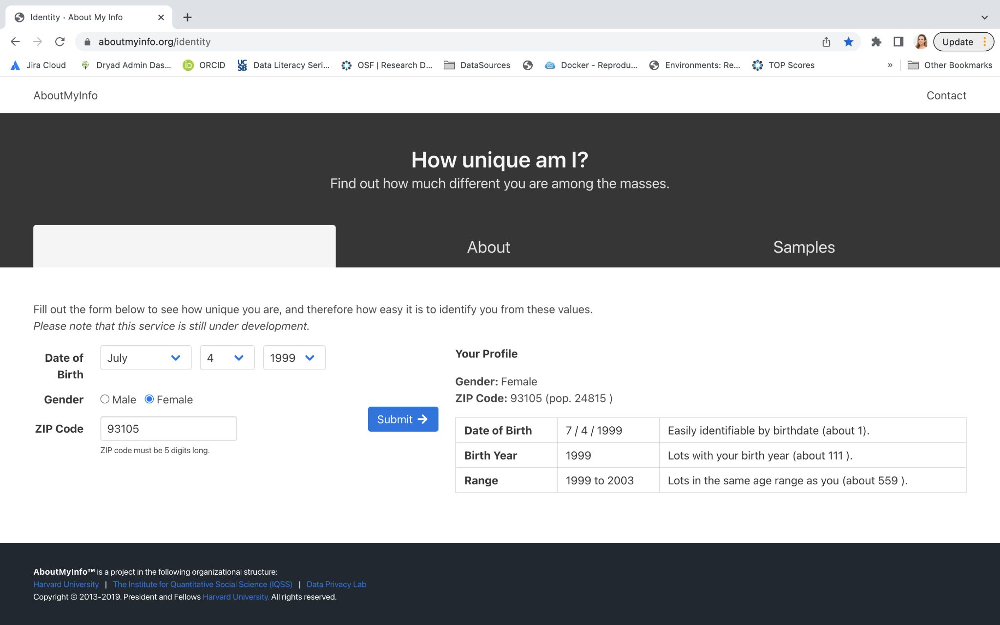 Identity · About My Info
aboutmyinfo.org/identity
Update
Jira Cloud
Dryad Admin Das...
iD
ORCID
UC SB
Data Literacy Seri...
OSF | Research D...
DataSources
Docker - Reprodu...
Environments: Re...
TOP Scores
»
Other Bookmarks
AboutMyInfo
Contact
How unique am I?
Find out how much different you are among the masses.
About
Samples
Fill out the form below to see how unique you are, and therefore how easy it is to identify you from these values.
Please note that this service is still under development.
Date of Birth
July
4
1999
Gender
Male
Female
ZIP Code
93105
ZIP code must be 5 digits long.
Submit
Your Profile
Gender: Female
ZIP Code: 93105 (pop. 24815 )
Date of Birth 7 / 4 / 1999 Easily identifiable by birthdate (about 1).
Birth Year 1999 Lots with your birth year (about 111 ).
Range 1999 to 2003 Lots in the same age range as you (about 559 ).
AboutMyInfo™ is a project in the following organizational structure:
Harvard University | The Institute for Quantitative Social Science (IQSS) | Data Privacy Lab
Copyright © 2013-2019. President and Fellows Harvard University. All rights reserved.